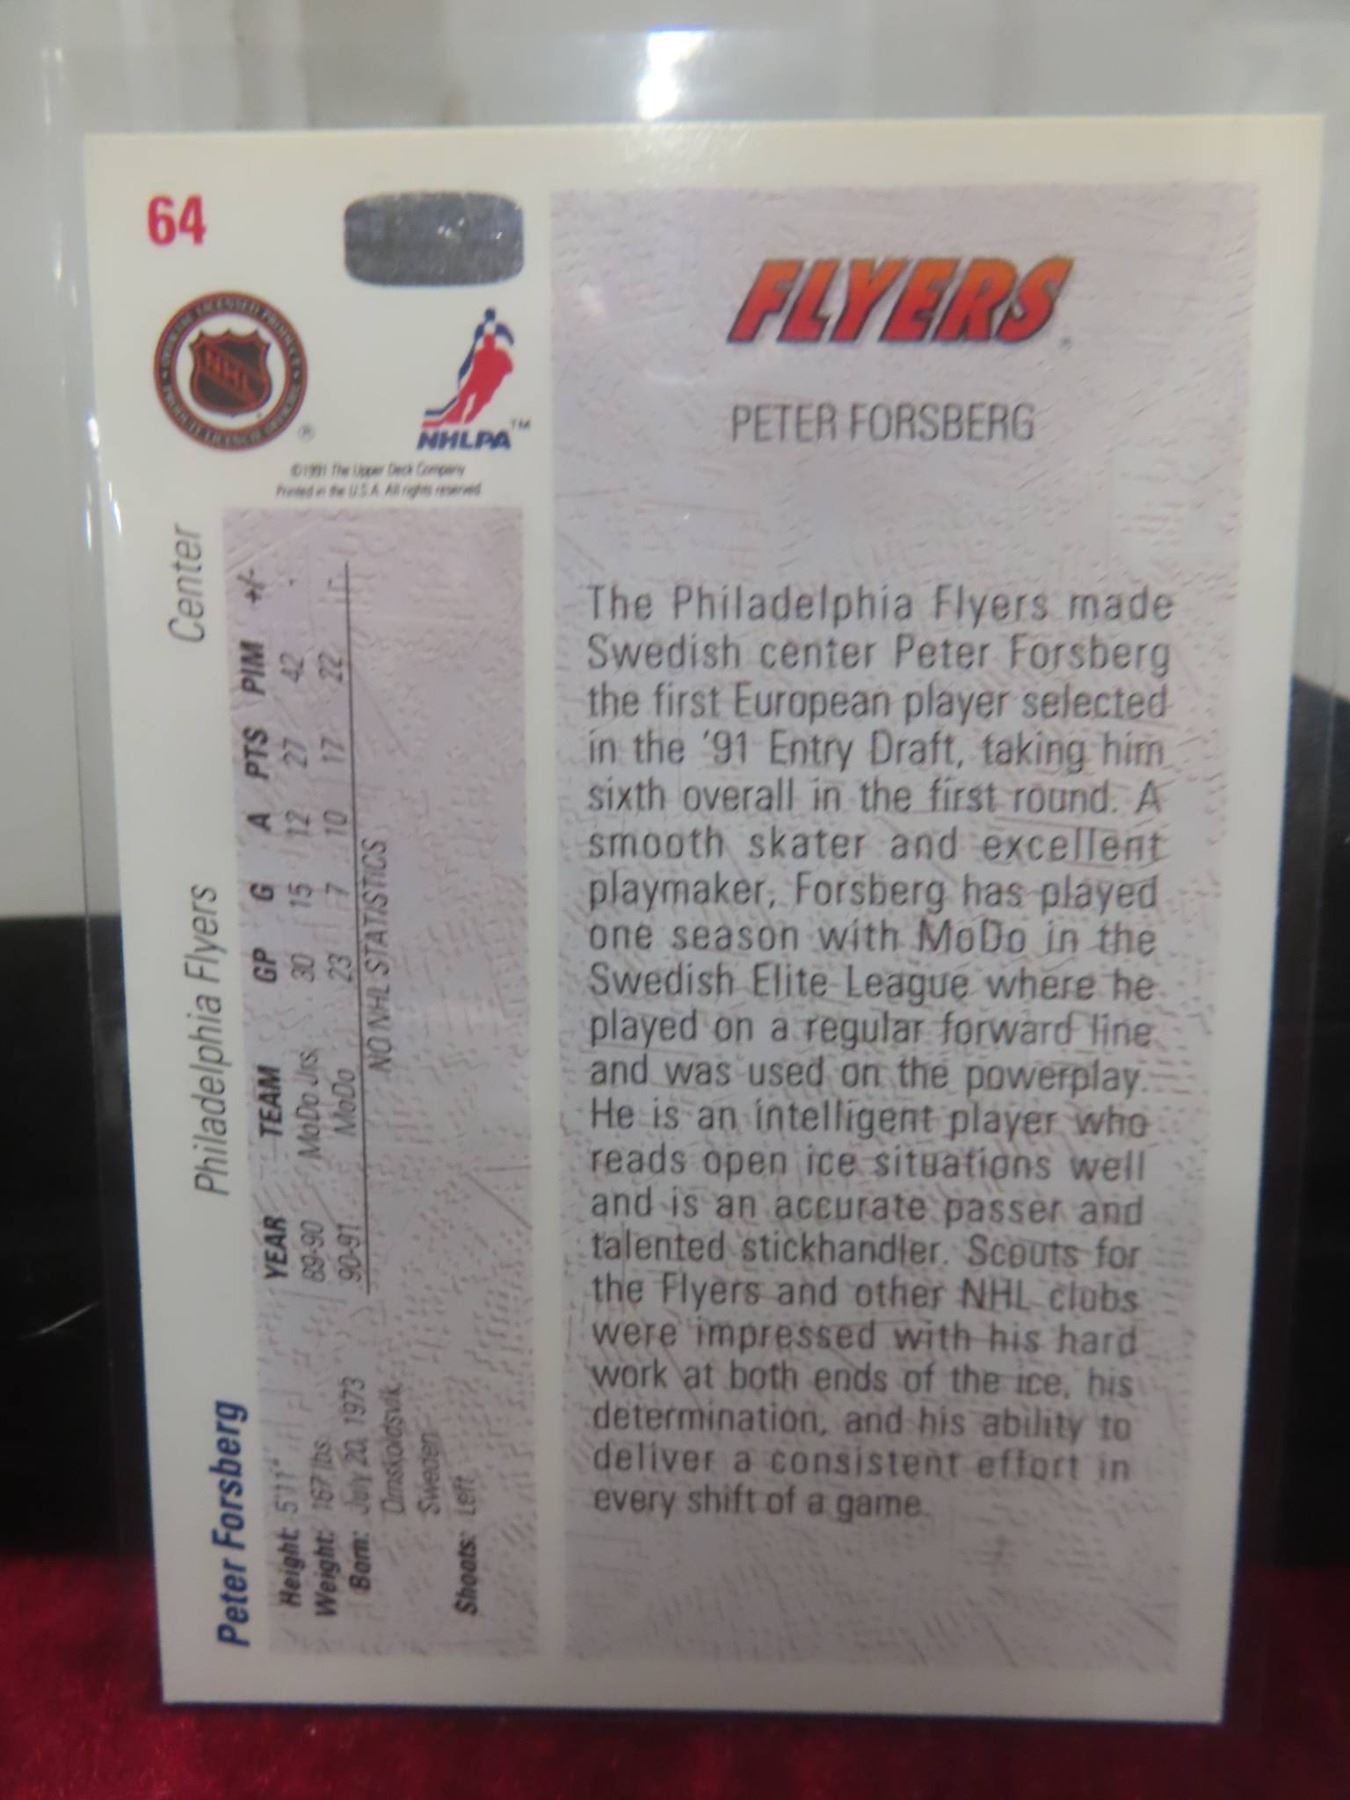 64
NHL
®
NHLPA™
©1991 The Upper Deck Company
Printed in the U.S.A. All rights reserved
FLYERS
PETER FORSBERG
The Philadelphia Flyers made
Swedish center Peter Forsberg
the first European player selected
in the '91 Entry Draft, taking him
sixth overall in the first round. A
smooth skater and excellent
playmaker, Forsberg has played
one season with MoDo in the
Swedish Elite League where he
played on a regular forward line
and was used on the powerplay.
He is an intelligent player who
reads open ice situations well
and is an accurate passer and
talented stickhandler. Scouts for
the Flyers and other NHL clubs
were impressed with his hard
work at both ends of the ice, his
determination, and his ability to
deliver a consistent effort in
every shift of a game.
Peter Forsberg Philadelphia Flyers Center
Height: 5'11"
Weight: 167 lbs.
Born: July 20, 1973
Ornskoldsvik,
Sweden
Shoots: Left
YEAR TEAM GP G A PTS PIM +/-
89-90 MoDo Jrs. 30 15 12 27 42
90-91 MoDo 23 7 10 17 22
NO NHL STATISTICS